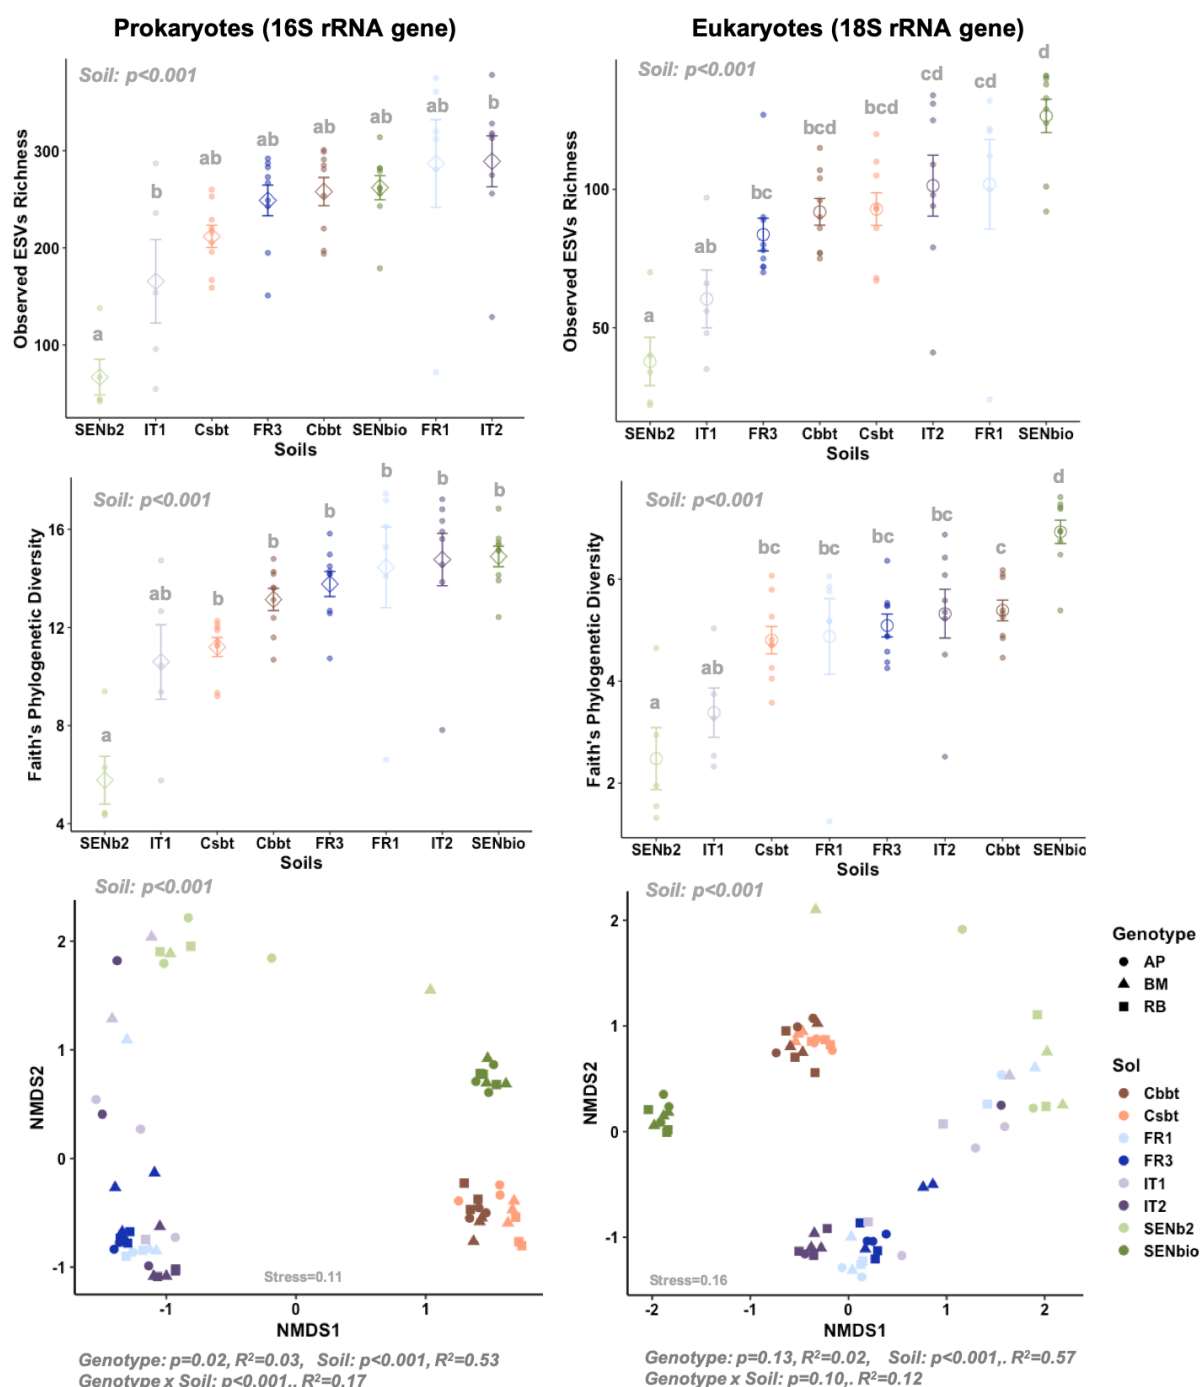 Prokaryotes (16S rRNA gene)
Eukaryotes (18S rRNA gene)
Soil: p<0.001
Observed ESVs Richness
300
200
100
a
b
ab
ab
ab
ab
ab
b
SENb2 IT1 Csbt FR3 Cbbt SENbio FR1 IT2
Soils
Soil: p<0.001
Observed ESVs Richness
100
50
a
ab
bc
bcd
bcd
cd
cd
d
SENb2 IT1 FR3 Cbbt Csbt IT2 FR1 SENbio
Soils
Soil: p<0.001
Faith's Phylogenetic Diversity
16
12
8
4
a
ab
b
b
b
b
b
b
SENb2 IT1 Csbt Cbbt FR3 FR1 IT2 SENbio
Soils
Soil: p<0.001
Faith's Phylogenetic Diversity
6
4
2
a
ab
bc
bc
bc
bc
c
d
SENb2 IT1 Csbt FR1 FR3 IT2 Cbbt SENbio
Soils
Soil: p<0.001
NMDS2
2
1
0
-1
Stress=0.11
-1 0 1
NMDS1
Genotype: p=0.02, R²=0.03, Soil: p<0.001, R²=0.53
Genotype x Soil: p<0.001,, R²=0.17
Soil: p<0.001
NMDS2
2
1
0
-1
Stress=0.16
-2 -1 0 1 2
NMDS1
Genotype: p=0.13, R²=0.02, Soil: p<0.001,. R²=0.57
Genotype x Soil: p=0.10,. R²=0.12
Genotype
AP
BM
RB
Sol
Cbbt
Csbt
FR1
FR3
IT1
IT2
SENb2
SENbio